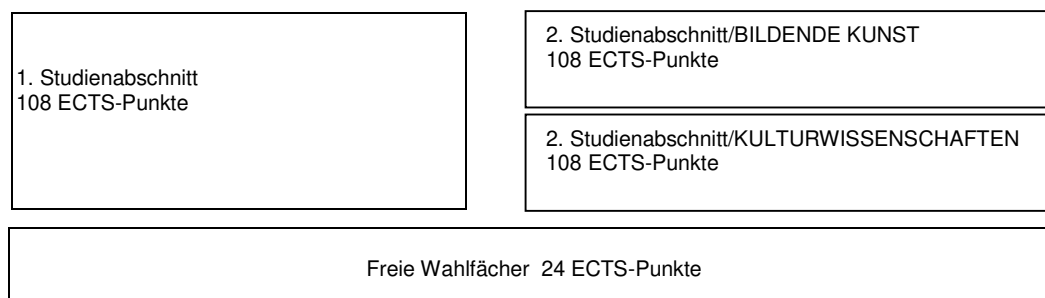 1. Studienabschnitt
108 ECTS-Punkte
2. Studienabschnitt/BILDENDE KUNST
108 ECTS-Punkte
2. Studienabschnitt/KULTURWISSENSCHAFTEN
108 ECTS-Punkte
Freie Wahlfächer 24 ECTS-Punkte